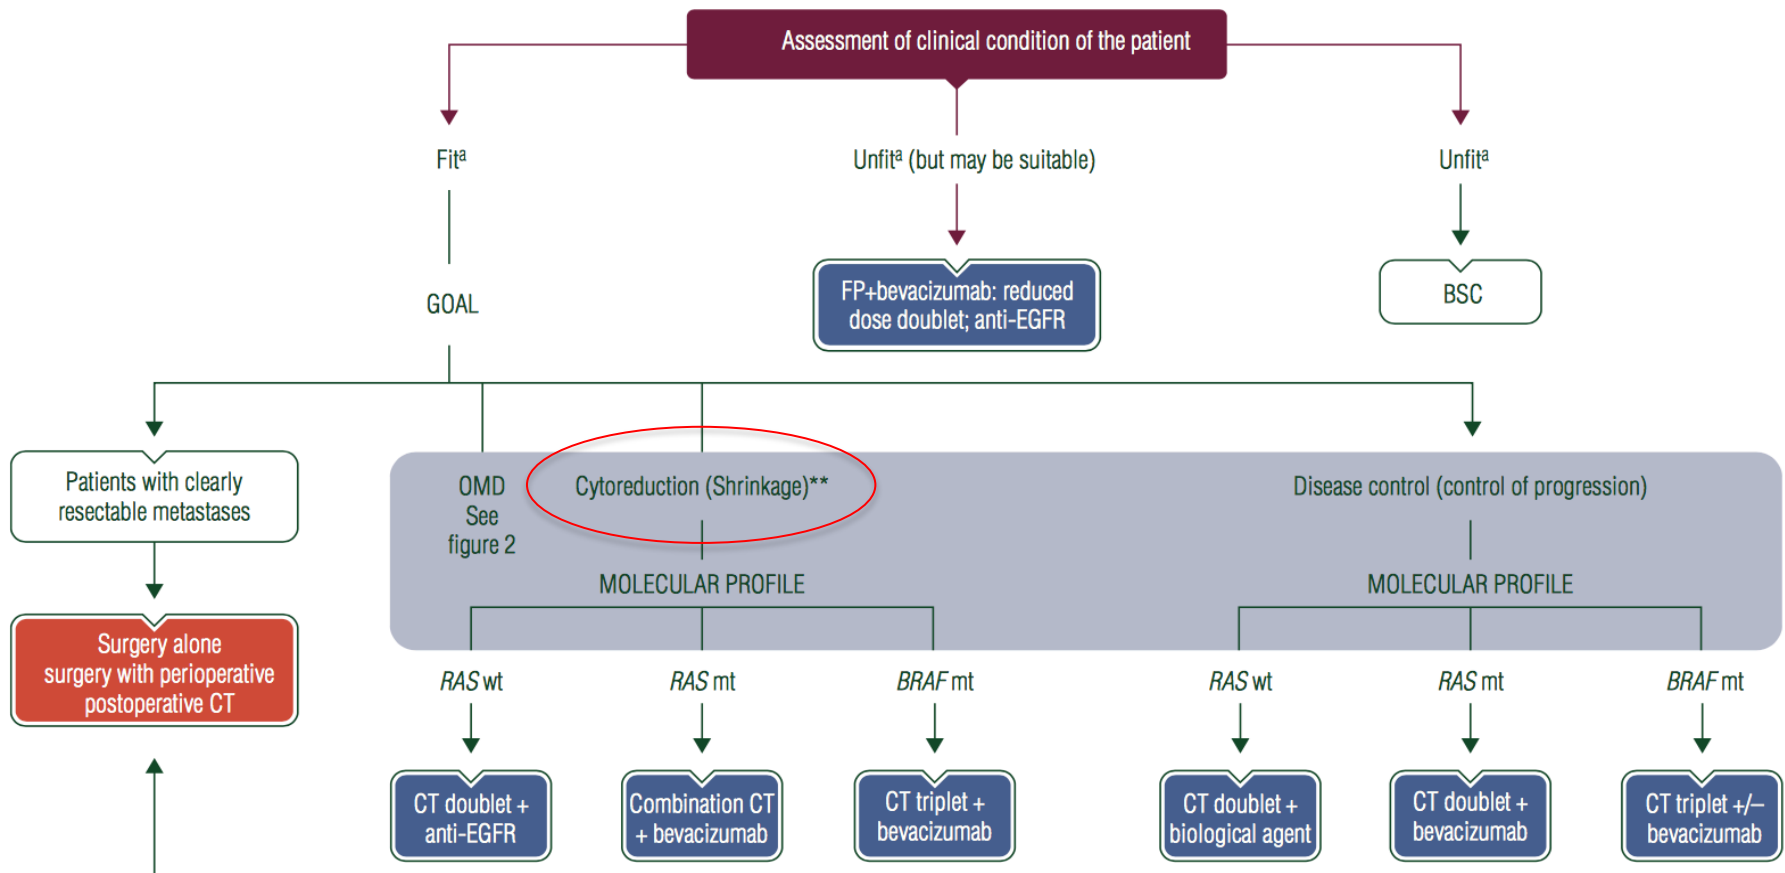 Assessment of clinical condition of the patient
Fitᵃ
Unfitᵃ (but may be suitable)
Unfitᵃ
GOAL
FP+bevacizumab: reduced
dose doublet; anti-EGFR
BSC
Patients with clearly
resectable metastases
OMD
See
figure 2
Cytoreduction (Shrinkage)**
Disease control (control of progression)
MOLECULAR PROFILE
MOLECULAR PROFILE
Surgery alone
surgery with perioperative
postoperative CT
RAS wt
RAS mt
BRAF mt
RAS wt
RAS mt
BRAF mt
CT doublet +
anti-EGFR
Combination CT
+ bevacizumab
CT triplet +
bevacizumab
CT doublet +
biological agent
CT doublet +
bevacizumab
CT triplet +/–
bevacizumab